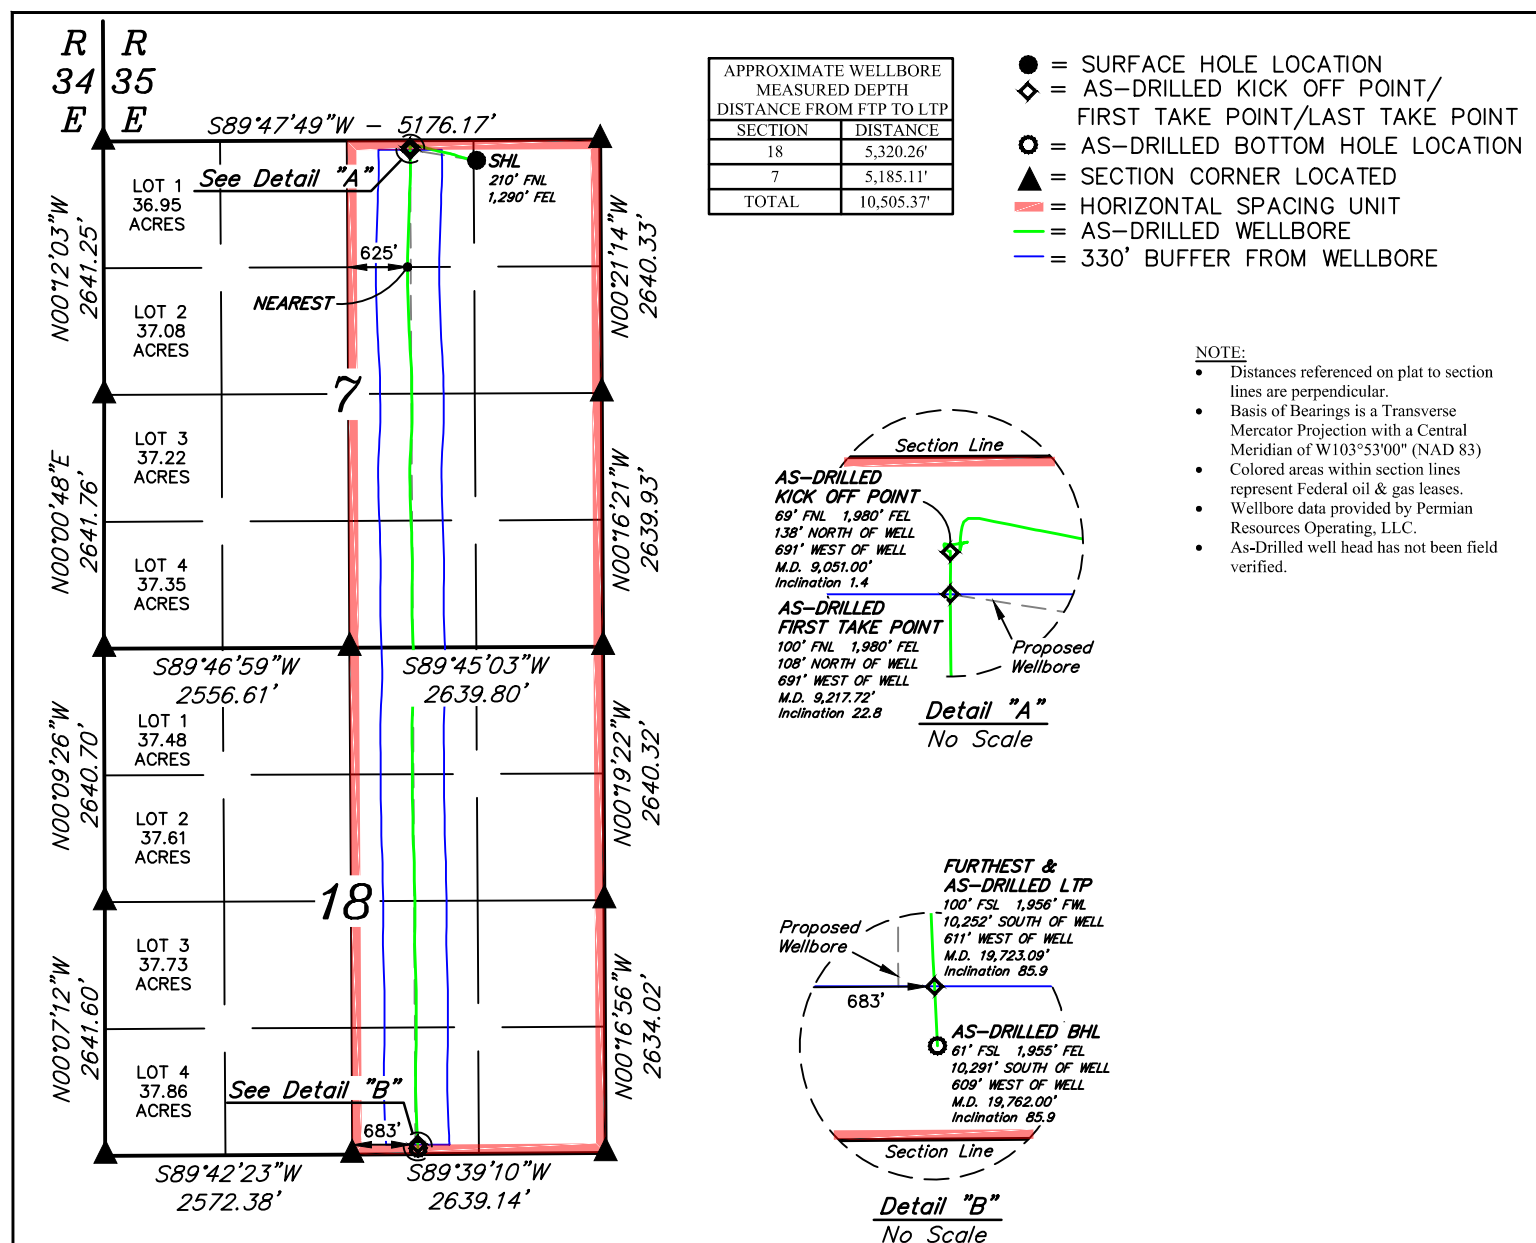 R R
34 35
E E
S89°47'49"W - 5176.17'
See Detail "A"
SHL
210' FNL
1,290' FEL
LOT 1
36.95
ACRES
625'
NEAREST
LOT 2
37.08
ACRES
7
LOT 3
37.22
ACRES
LOT 4
37.35
ACRES
N00°12'03"W
2641.25'
N00°00'48"E
2641.76'
N00°21'14"W
2640.33'
N00°16'21"W
2639.93'
S89°46'59"W
2556.61'
S89°45'03"W
2639.80'
LOT 1
37.48
ACRES
LOT 2
37.61
ACRES
18
LOT 3
37.73
ACRES
LOT 4
37.86
ACRES
See Detail "B"
683'
N00°09'26"W
2640.70'
N00°07'12"W
2641.60'
N00°19'22"W
2640.32'
N00°16'56"W
2634.02'
S89°42'23"W
2572.38'
S89°39'10"W
2639.14'
APPROXIMATE WELLBORE
MEASURED DEPTH
DISTANCE FROM FTP TO LTP
SECTION DISTANCE
18 5,320.26'
7 5,185.11'
TOTAL 10,505.37'
= SURFACE HOLE LOCATION
= AS-DRILLED KICK OFF POINT/
FIRST TAKE POINT/LAST TAKE POINT
= AS-DRILLED BOTTOM HOLE LOCATION
= SECTION CORNER LOCATED
= HORIZONTAL SPACING UNIT
= AS-DRILLED WELLBORE
= 330' BUFFER FROM WELLBORE
NOTE:
• Distances referenced on plat to section
lines are perpendicular.
• Basis of Bearings is a Transverse
Mercator Projection with a Central
Meridian of W103°53'00" (NAD 83)
• Colored areas within section lines
represent Federal oil & gas leases.
• Wellbore data provided by Permian
Resources Operating, LLC.
• As-Drilled well head has not been field
verified.
Section Line
AS-DRILLED
KICK OFF POINT
69' FNL 1,980' FEL
138' NORTH OF WELL
691' WEST OF WELL
M.D. 9,051.00'
Inclination 1.4
AS-DRILLED
FIRST TAKE POINT
100' FNL 1,980' FEL
108' NORTH OF WELL
691' WEST OF WELL
M.D. 9,217.72'
Inclination 22.8
Proposed
Wellbore
Detail "A"
No Scale
FURTHEST &
AS-DRILLED LTP
100' FSL 1,956' FWL
10,252' SOUTH OF WELL
611' WEST OF WELL
M.D. 19,723.09'
Inclination 85.9
Proposed
Wellbore
683'
AS-DRILLED BHL
61' FSL 1,955' FEL
10,291' SOUTH OF WELL
609' WEST OF WELL
M.D. 19,762.00'
Inclination 85.9
Section Line
Detail "B"
No Scale